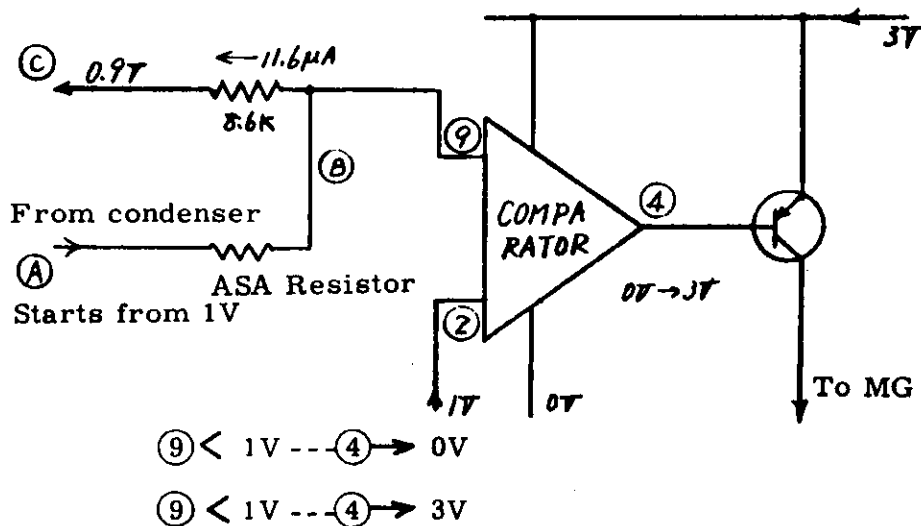 3V
Ⓒ 0.9V ←11.6μA
8.6K
Ⓑ
⑨
COMPA
RATOR
④
From condenser
Ⓐ
ASA Resistor
Starts from 1V
②
0V→3V
1V
0V
To MG
⑨ < 1V ---④→ 0V
⑨ < 1V ---④→ 3V